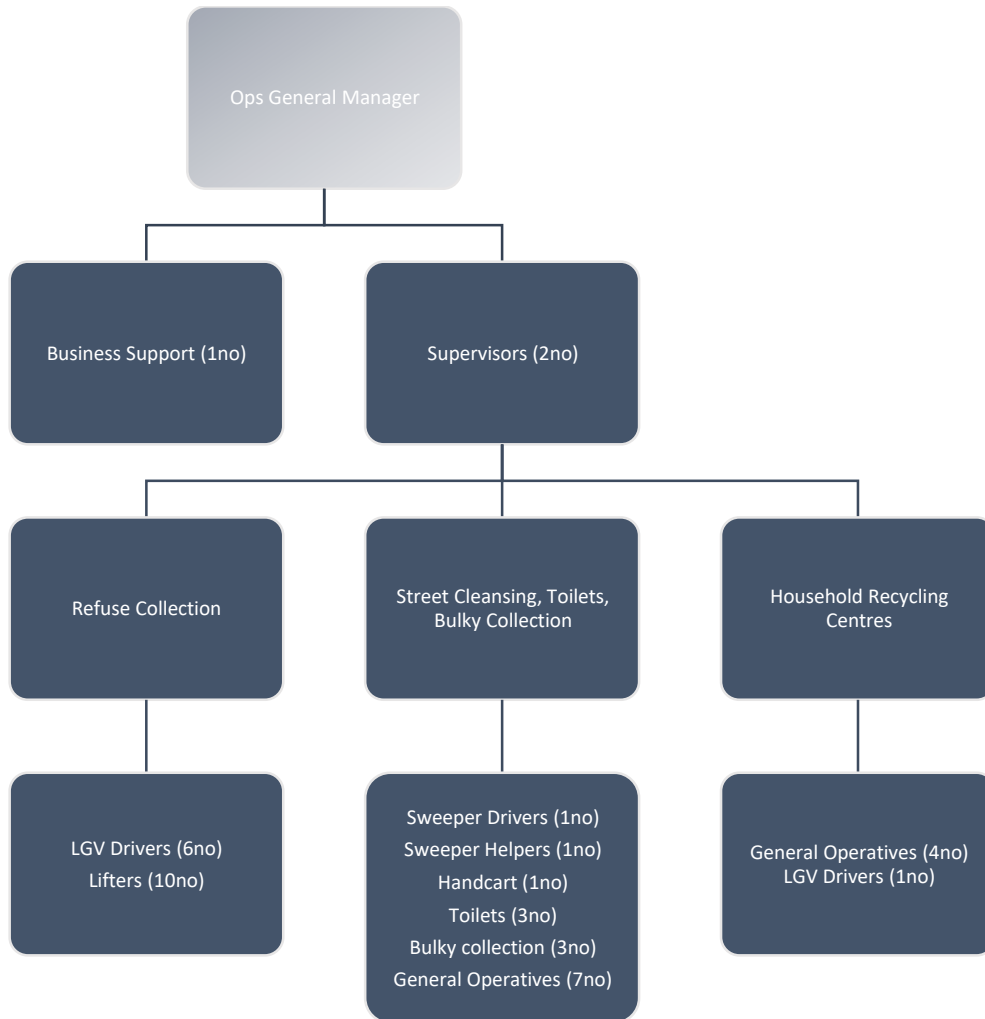 Ops General Manager
Business Support (1no)
Supervisors (2no)
Refuse Collection
Street Cleansing, Toilets,
Bulky Collection
Household Recycling
Centres
LGV Drivers (6no)
Lifters (10no)
Sweeper Drivers (1no)
Sweeper Helpers (1no)
Handcart (1no)
Toilets (3no)
Bulky collection (3no)
General Operatives (7no)
General Operatives (4no)
LGV Drivers (1no)